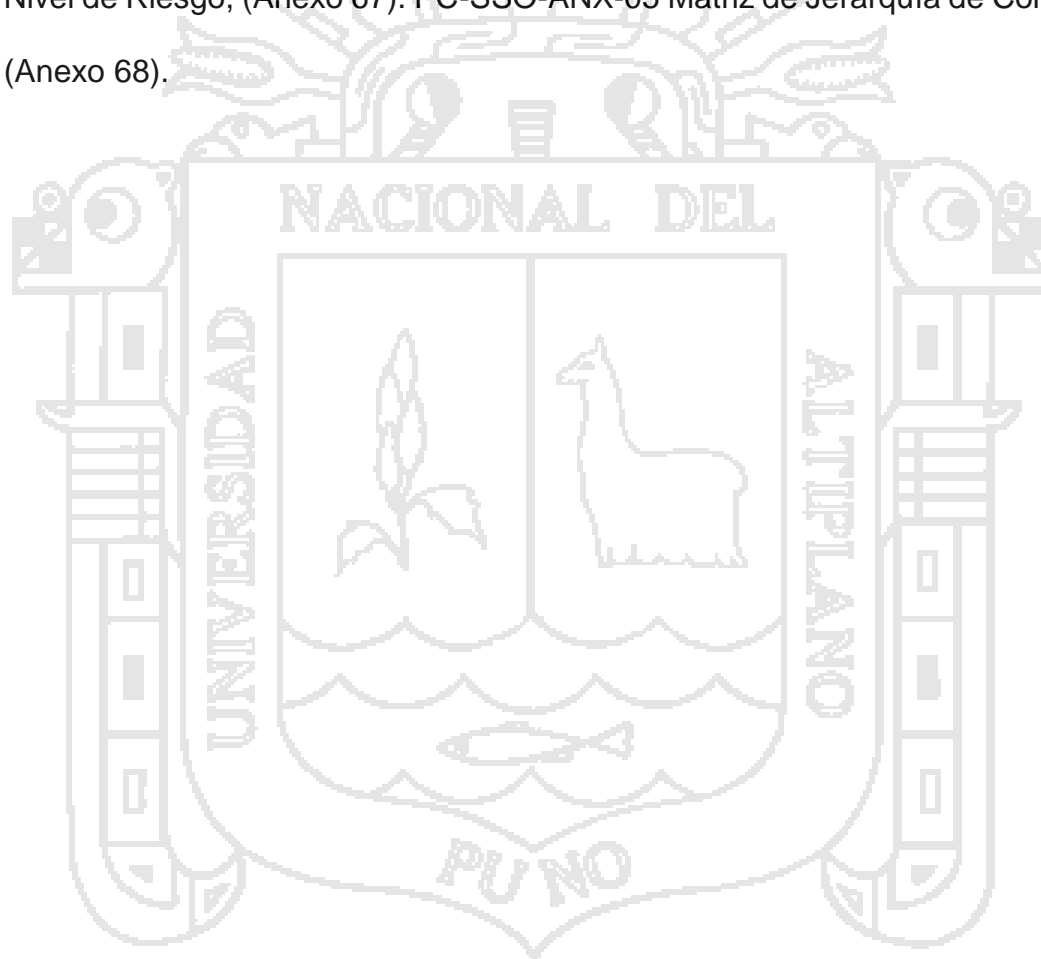 Nivel de Riesgo, (Anexo 67). PC-SSO-ANX-05 Matriz de Jerarquía de
(Anexo 68).
NACIONAL DEL
UNIVERSIDAD
ALTIPLANO
PUNO